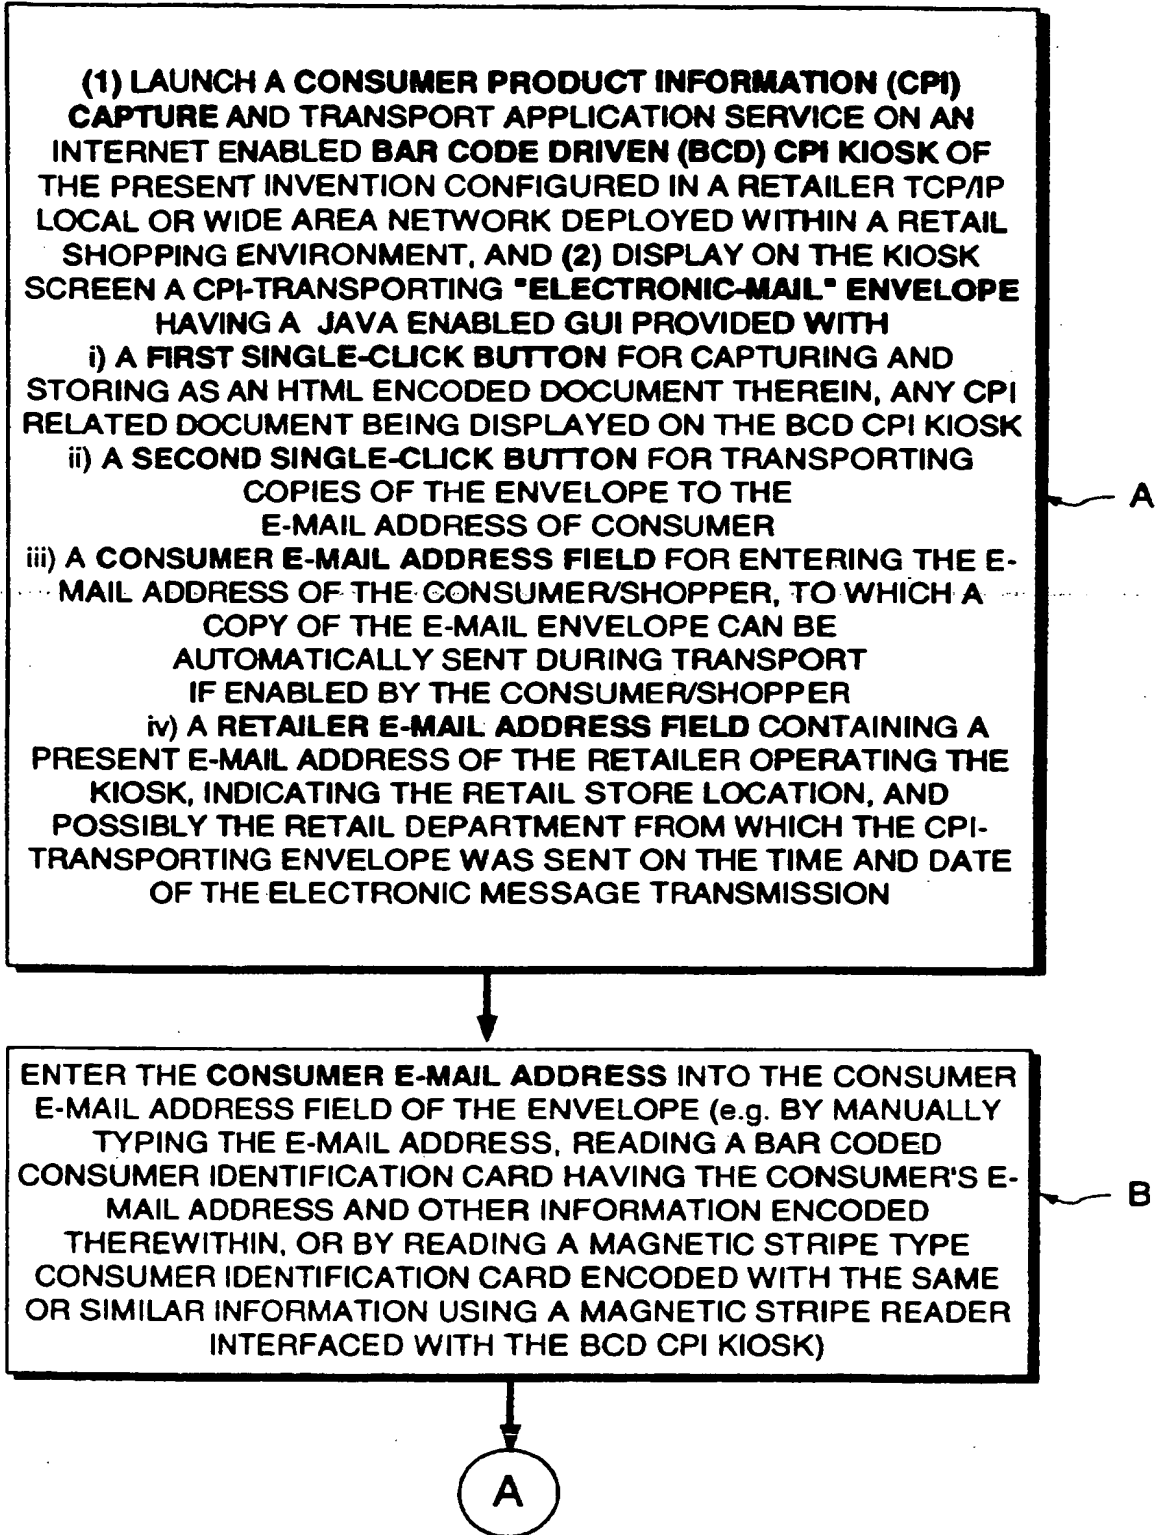 (1) LAUNCH A CONSUMER PRODUCT INFORMATION (CPI)
CAPTURE AND TRANSPORT APPLICATION SERVICE ON AN
INTERNET ENABLED BAR CODE DRIVEN (BCD) CPI KIOSK OF
THE PRESENT INVENTION CONFIGURED IN A RETAILER TCP/IP
LOCAL OR WIDE AREA NETWORK DEPLOYED WITHIN A RETAIL
SHOPPING ENVIRONMENT, AND (2) DISPLAY ON THE KIOSK
SCREEN A CPI-TRANSPORTING "ELECTRONIC-MAIL" ENVELOPE
HAVING A JAVA ENABLED GUI PROVIDED WITH
i) A FIRST SINGLE-CLICK BUTTON FOR CAPTURING AND
STORING AS AN HTML ENCODED DOCUMENT THEREIN, ANY CPI
RELATED DOCUMENT BEING DISPLAYED ON THE BCD CPI KIOSK
ii) A SECOND SINGLE-CLICK BUTTON FOR TRANSPORTING
COPIES OF THE ENVELOPE TO THE
E-MAIL ADDRESS OF CONSUMER
iii) A CONSUMER E-MAIL ADDRESS FIELD FOR ENTERING THE E-
MAIL ADDRESS OF THE CONSUMER/SHOPPER, TO WHICH A
COPY OF THE E-MAIL ENVELOPE CAN BE
AUTOMATICALLY SENT DURING TRANSPORT
IF ENABLED BY THE CONSUMER/SHOPPER
iv) A RETAILER E-MAIL ADDRESS FIELD CONTAINING A
PRESENT E-MAIL ADDRESS OF THE RETAILER OPERATING THE
KIOSK, INDICATING THE RETAIL STORE LOCATION, AND
POSSIBLY THE RETAIL DEPARTMENT FROM WHICH THE CPI-
TRANSPORTING ENVELOPE WAS SENT ON THE TIME AND DATE
OF THE ELECTRONIC MESSAGE TRANSMISSION
A
ENTER THE CONSUMER E-MAIL ADDRESS INTO THE CONSUMER
E-MAIL ADDRESS FIELD OF THE ENVELOPE (e.g. BY MANUALLY
TYPING THE E-MAIL ADDRESS, READING A BAR CODED
CONSUMER IDENTIFICATION CARD HAVING THE CONSUMER'S E-
MAIL ADDRESS AND OTHER INFORMATION ENCODED
THEREWITHIN, OR BY READING A MAGNETIC STRIPE TYPE
CONSUMER IDENTIFICATION CARD ENCODED WITH THE SAME
OR SIMILAR INFORMATION USING A MAGNETIC STRIPE READER
INTERFACED WITH THE BCD CPI KIOSK)
B
A